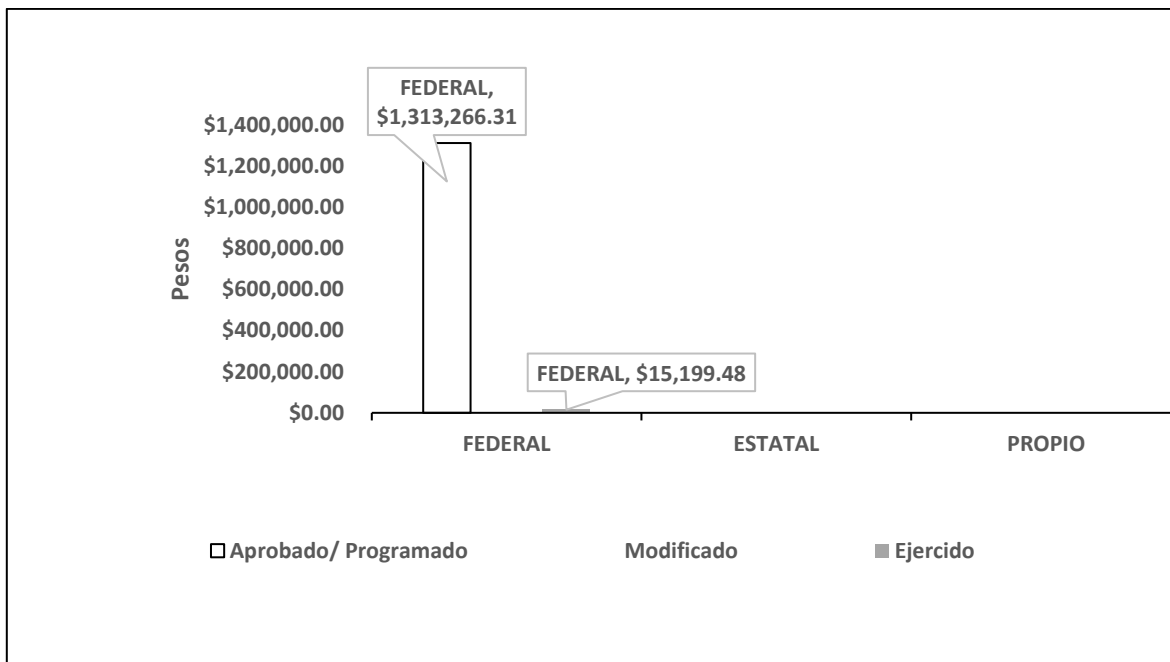 FEDERAL,
$1,313,266.31
$1,400,000.00
$1,200,000.00
$1,000,000.00
$800,000.00
$600,000.00
$400,000.00
$200,000.00
$0.00
Pesos
FEDERAL, $15,199.48
FEDERAL
ESTATAL
PROPIO
Aprobado/ Programado
Modificado
Ejercido